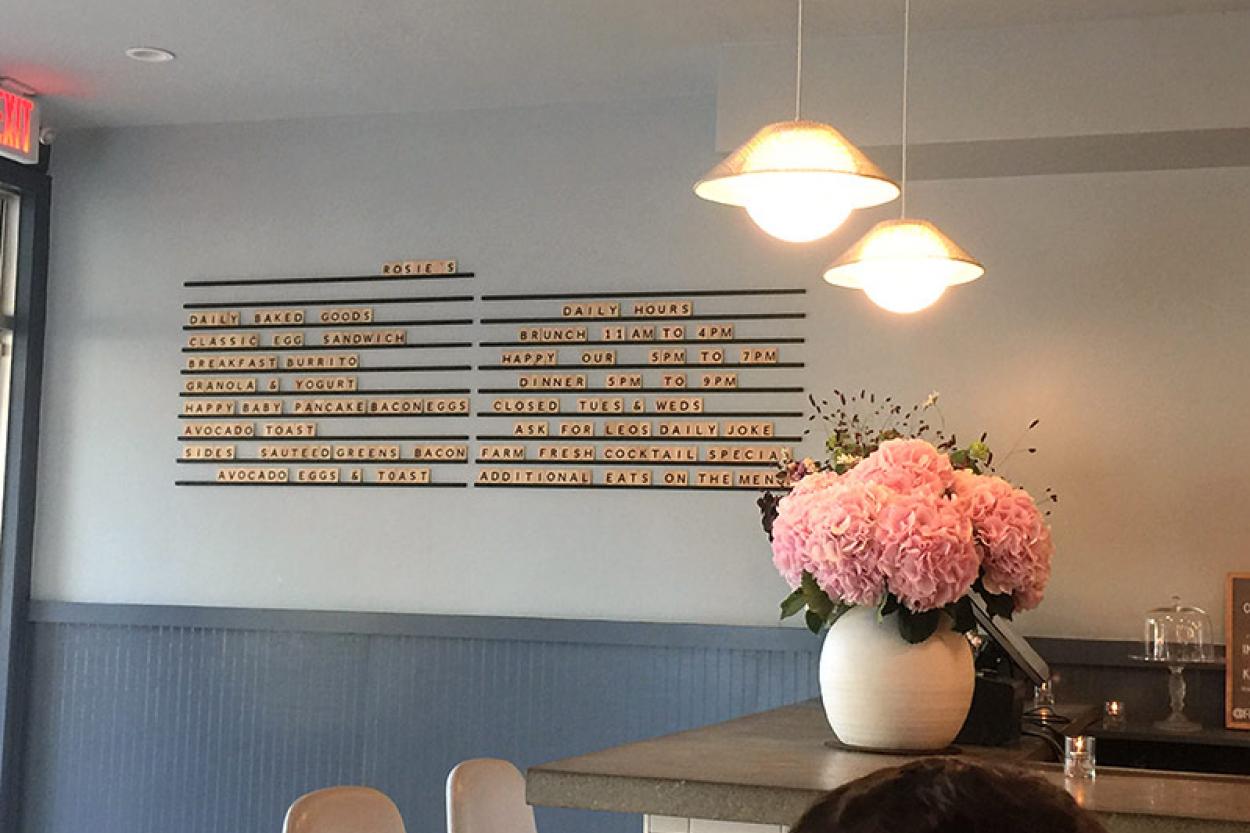 EXIT
ROSIE'S
DAILY BAKED GOODS
CLASSIC EGG SANDWICH
BREAKFAST BURRITO
GRANOLA & YOGURT
HAPPY BABY PANCAKE BACON EGGS
AVOCADO TOAST
SIDES SAUTEED GREENS BACON
AVOCADO EGGS & TOAST
DAILY HOURS
BRUNCH 11AM TO 4PM
HAPPY OUR 5PM TO 7PM
DINNER 5PM TO 9PM
CLOSED TUES & WEDS
ASK FOR LEOS DAILY JOKE
FARM FRESH COCKTAIL SPECIAL
ADDITIONAL EATS ON THE MEN